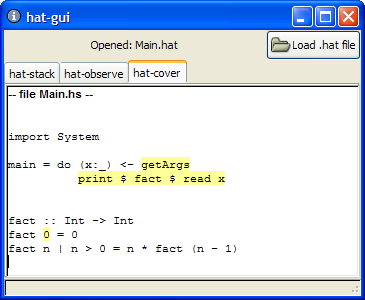 hat-gui
Opened: Main.hat
Load .hat file
hat-stack hat-observe hat-cover
-- file Main.hs --
import System
main = do (x:_) <- getArgs
print $ fact $ read x
fact :: Int -> Int
fact 0 = 0
fact n | n > 0 = n * fact (n - 1)